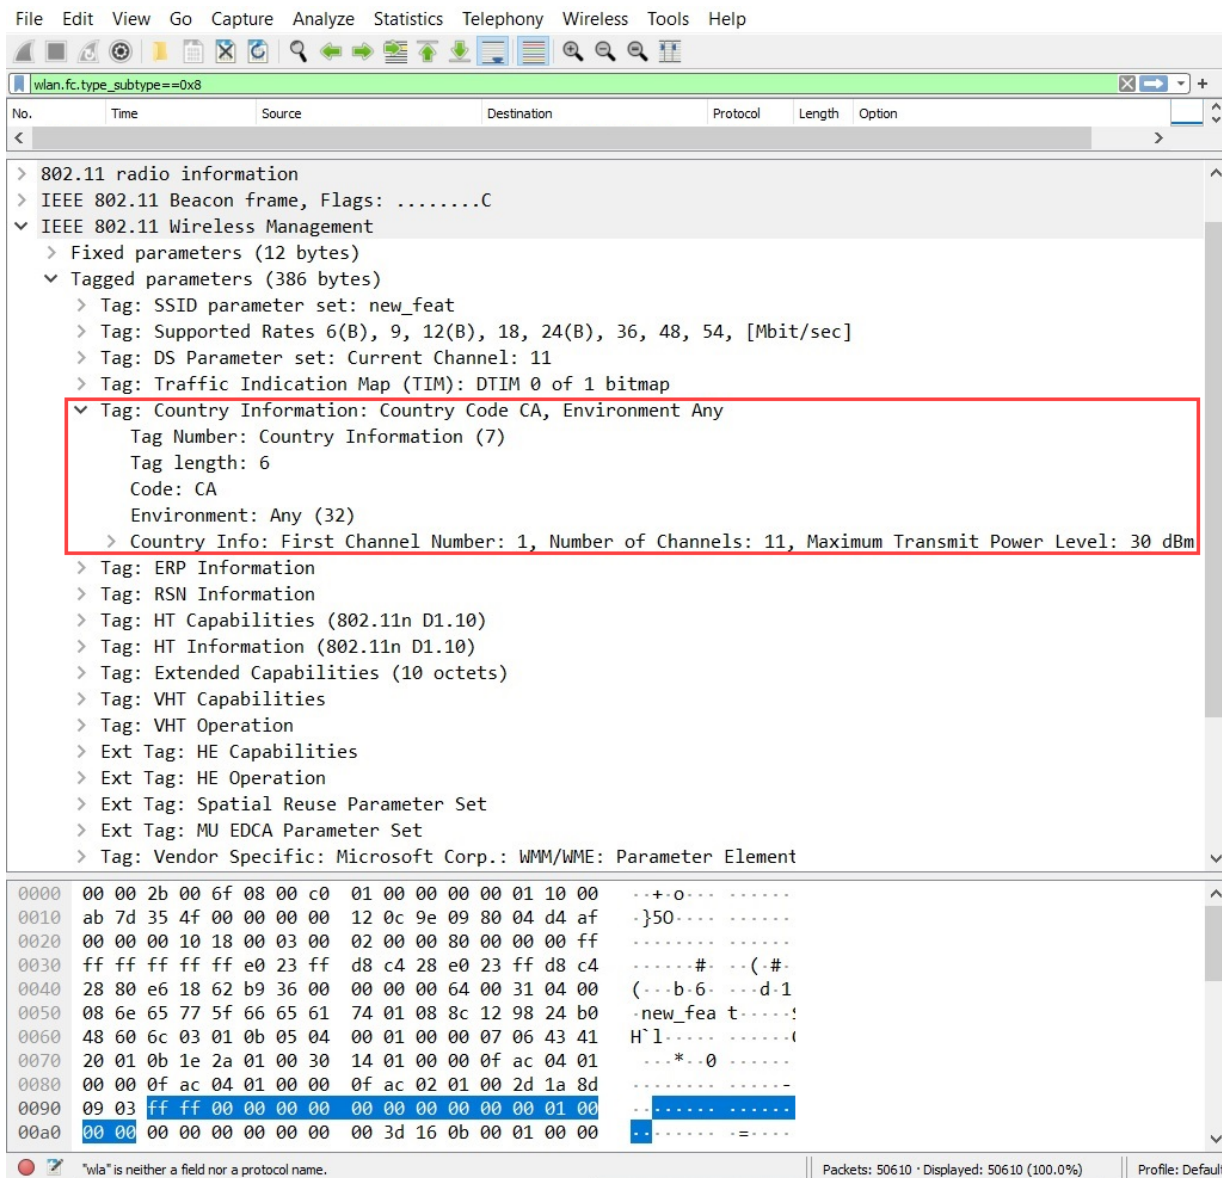 File Edit View Go Capture Analyze Statistics Telephony Wireless Tools Help
wlan.fc.type_subtype==0x8
No. Time Source Destination Protocol Length Option
> 802.11 radio information
> IEEE 802.11 Beacon frame, Flags: ........C
IEEE 802.11 Wireless Management
> Fixed parameters (12 bytes)
Tagged parameters (386 bytes)
> Tag: SSID parameter set: new_feat
> Tag: Supported Rates 6(B), 9, 12(B), 18, 24(B), 36, 48, 54, [Mbit/sec]
> Tag: DS Parameter set: Current Channel: 11
> Tag: Traffic Indication Map (TIM): DTIM 0 of 1 bitmap
Tag: Country Information: Country Code CA, Environment Any
Tag Number: Country Information (7)
Tag length: 6
Code: CA
Environment: Any (32)
> Country Info: First Channel Number: 1, Number of Channels: 11, Maximum Transmit Power Level: 30 dBm
> Tag: ERP Information
> Tag: RSN Information
> Tag: HT Capabilities (802.11n D1.10)
> Tag: HT Information (802.11n D1.10)
> Tag: Extended Capabilities (10 octets)
> Tag: VHT Capabilities
> Tag: VHT Operation
> Ext Tag: HE Capabilities
> Ext Tag: HE Operation
> Ext Tag: Spatial Reuse Parameter Set
> Ext Tag: MU EDCA Parameter Set
> Tag: Vendor Specific: Microsoft Corp.: WMM/WME: Parameter Element
0000 00 00 2b 00 6f 08 00 c0 01 00 00 00 00 01 10 00 ··+·o··· ······
0010 ab 7d 35 4f 00 00 00 00 12 0c 9e 09 80 04 d4 af ·}5O···· ······
0020 00 00 00 10 18 00 03 00 02 00 00 80 00 00 00 ff ········ ······
0030 ff ff ff ff ff e0 23 ff d8 c4 28 e0 23 ff d8 c4 ······#· ··(·#·
0040 28 80 e6 18 62 b9 36 00 00 00 00 64 00 31 04 00 (···b·6· ···d·1
0050 08 6e 65 77 5f 66 65 61 74 01 08 8c 12 98 24 b0 ·new_fea t·····
0060 48 60 6c 03 01 0b 05 04 00 01 00 00 07 06 43 41 H`l····· ······
0070 20 01 0b 1e 2a 01 00 30 14 01 00 00 0f ac 04 01 ···*··0 ······
0080 00 00 0f ac 04 01 00 00 0f ac 02 01 00 2d 1a 8d ········ ·····-
0090 09 03 ff ff 00 00 00 00 00 00 00 00 00 00 01 00 ········ ······
00a0 00 00 00 00 00 00 00 00 00 3d 16 0b 00 01 00 00 ········ ·=····
"wla" is neither a field nor a protocol name. Packets: 50610 · Displayed: 50610 (100.0%) Profile: Default